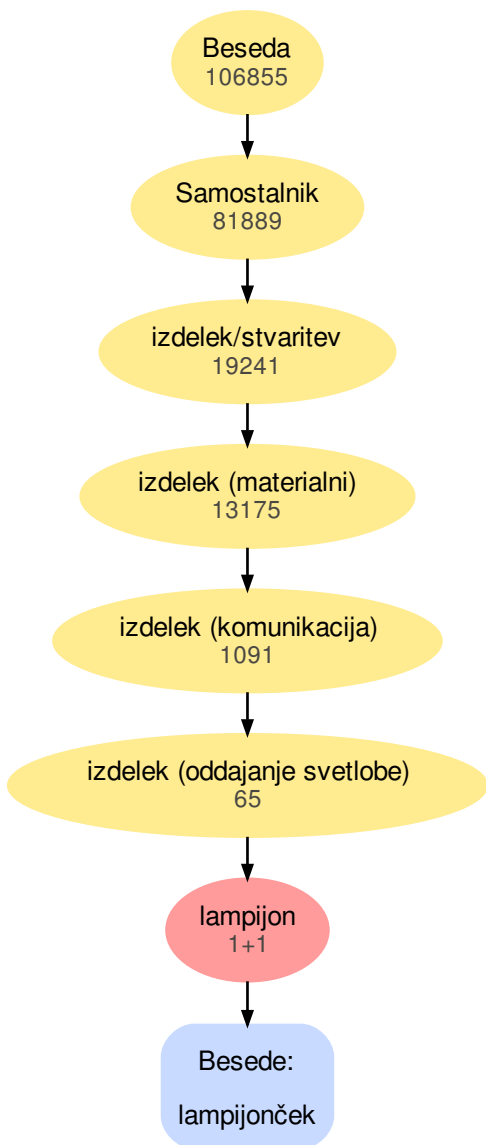 Beseda
106855
Samostalnik
81889
izdelek/stvaritev
19241
izdelek (materialni)
13175
izdelek (komunikacija)
1091
izdelek (oddajanje svetlobe)
65
lampijon
1+1
Besede:
lampijonček